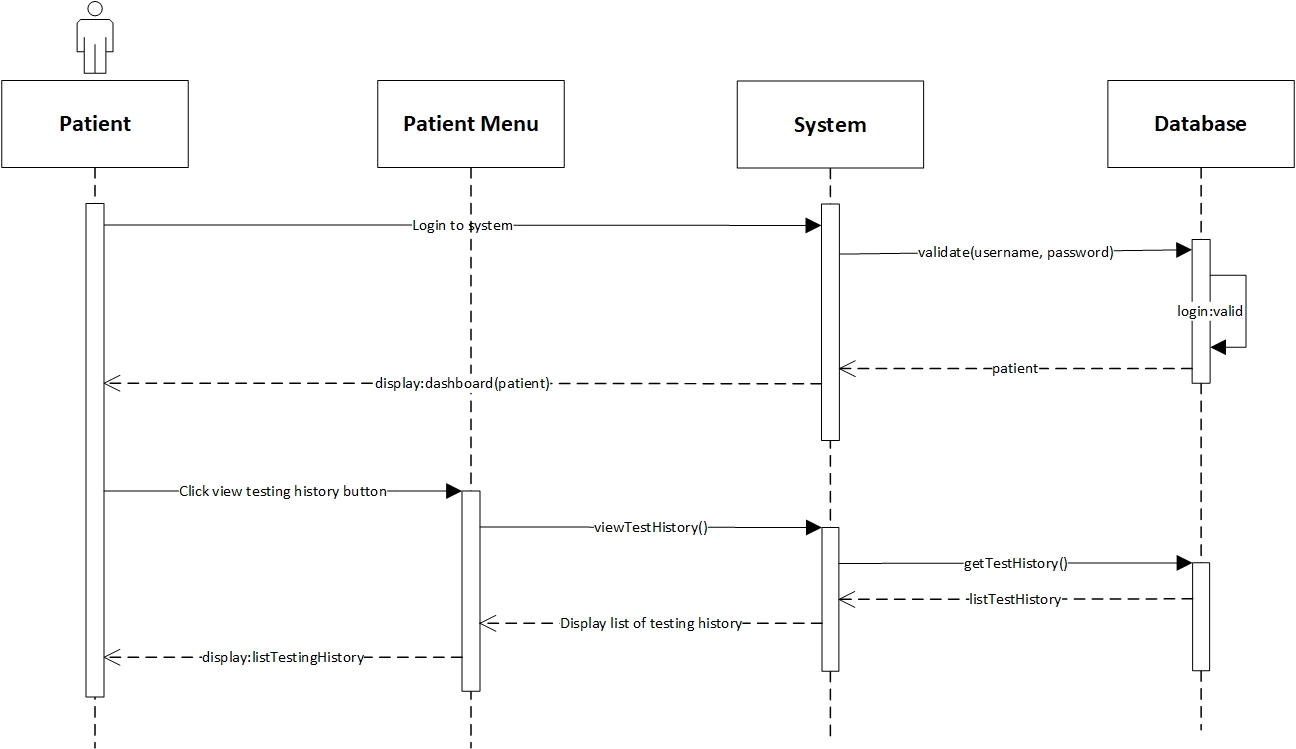 Patient
Patient Menu
System
Database
Login to system
validate(username, password)
login:valid
patient
display:dashboard(patient)
Click view testing history button
viewTestHistory()
getTestHistory()
listTestHistory
Display list of testing history
display:listTestingHistory